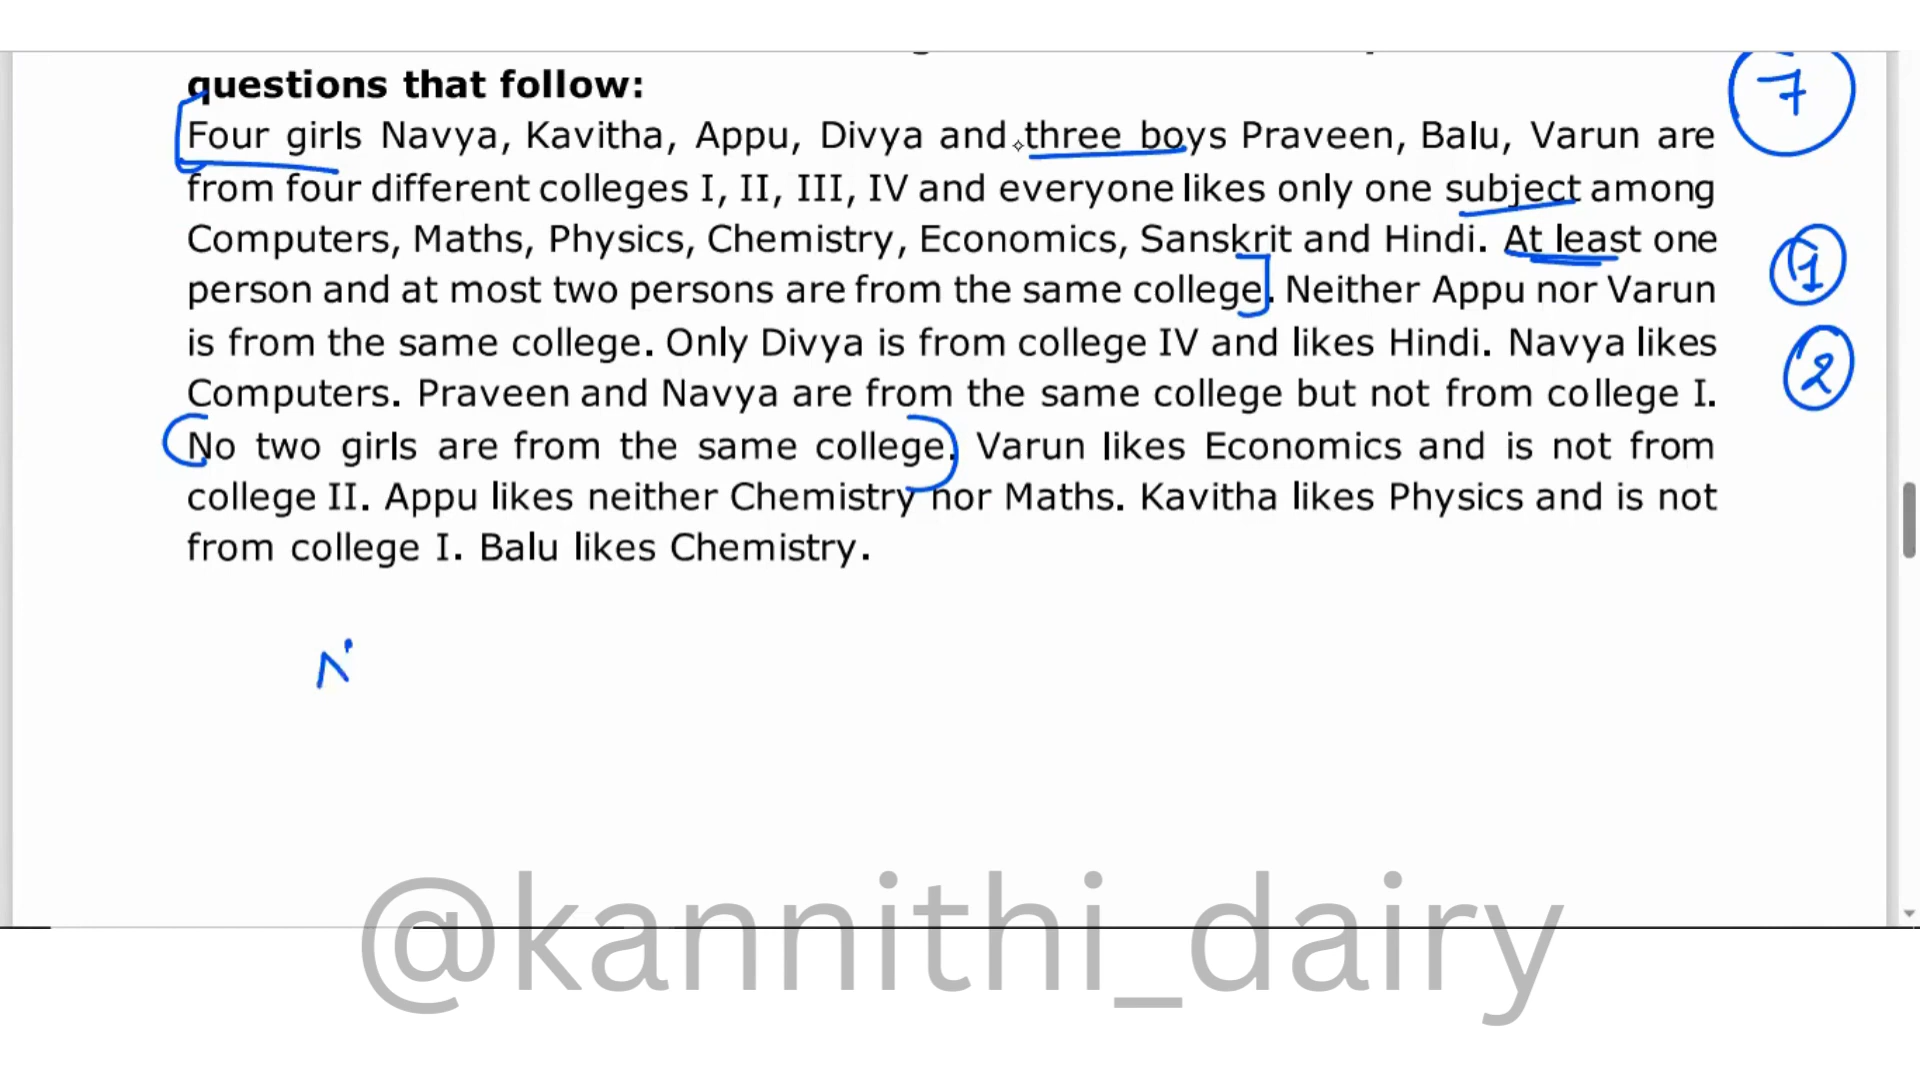 questions that follow:
7
Four girls Navya, Kavitha, Appu, Divya and three boys Praveen, Balu, Varun are
from four different colleges I, II, III, IV and everyone likes only one subject among
Computers, Maths, Physics, Chemistry, Economics, Sanskrit and Hindi. At least one
1
person and at most two persons are from the same college. Neither Appu nor Varun
is from the same college. Only Divya is from college IV and likes Hindi. Navya likes
2
Computers. Praveen and Navya are from the same college but not from college I.
No two girls are from the same college. Varun likes Economics and is not from
college II. Appu likes neither Chemistry nor Maths. Kavitha likes Physics and is not
from college I. Balu likes Chemistry.
@kannithi_dairy